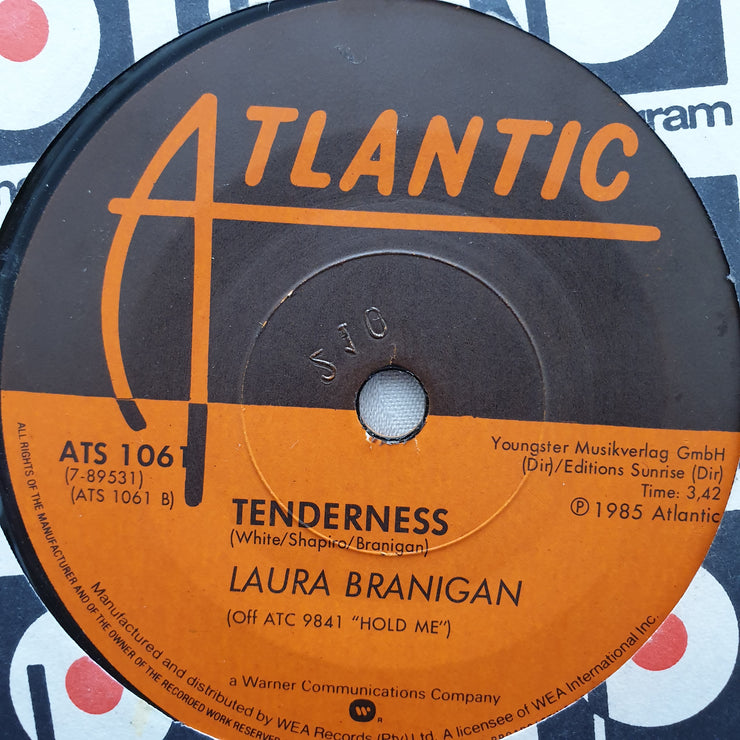 ATLANTIC
gram
SJO
ATS 1061
(7-89531)
(ATS 1061 B)
Youngster Musikverlag GmbH
(Dir)/Editions Sunrise (Dir)
Time: 3,42
℗ 1985 Atlantic
TENDERNESS
(White/Shapiro/Branigan)
LAURA BRANIGAN
(Off ATC 9841 "HOLD ME")
a Warner Communications Company
W
R
Manufactured and distributed by WEA Records (Pty) Ltd. A licensee of WEA International Inc.
ALL RIGHTS OF THE MANUFACTURER AND OF THE OWNER OF THE RECORDED WORK RESERVED